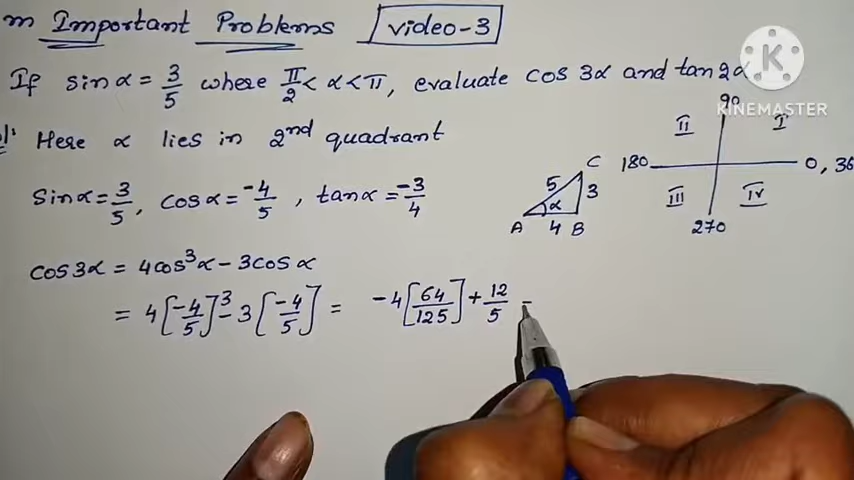 m Important Problems video-3
If sin α = 3/5 where π/2 < α < π, evaluate cos 3α and tan 2α
Here α lies in 2nd quadrant
sin α = 3/5, cos α = -4/5, tan α = -3/4
cos 3α = 4cos³α - 3cos α
= 4[-4/5]³ - 3[-4/5] = -4[64/125] + 12/5 -
K
KINEMASTER
90
II I
180 0, 36
III IV
270
C
5 3
α
A 4 B